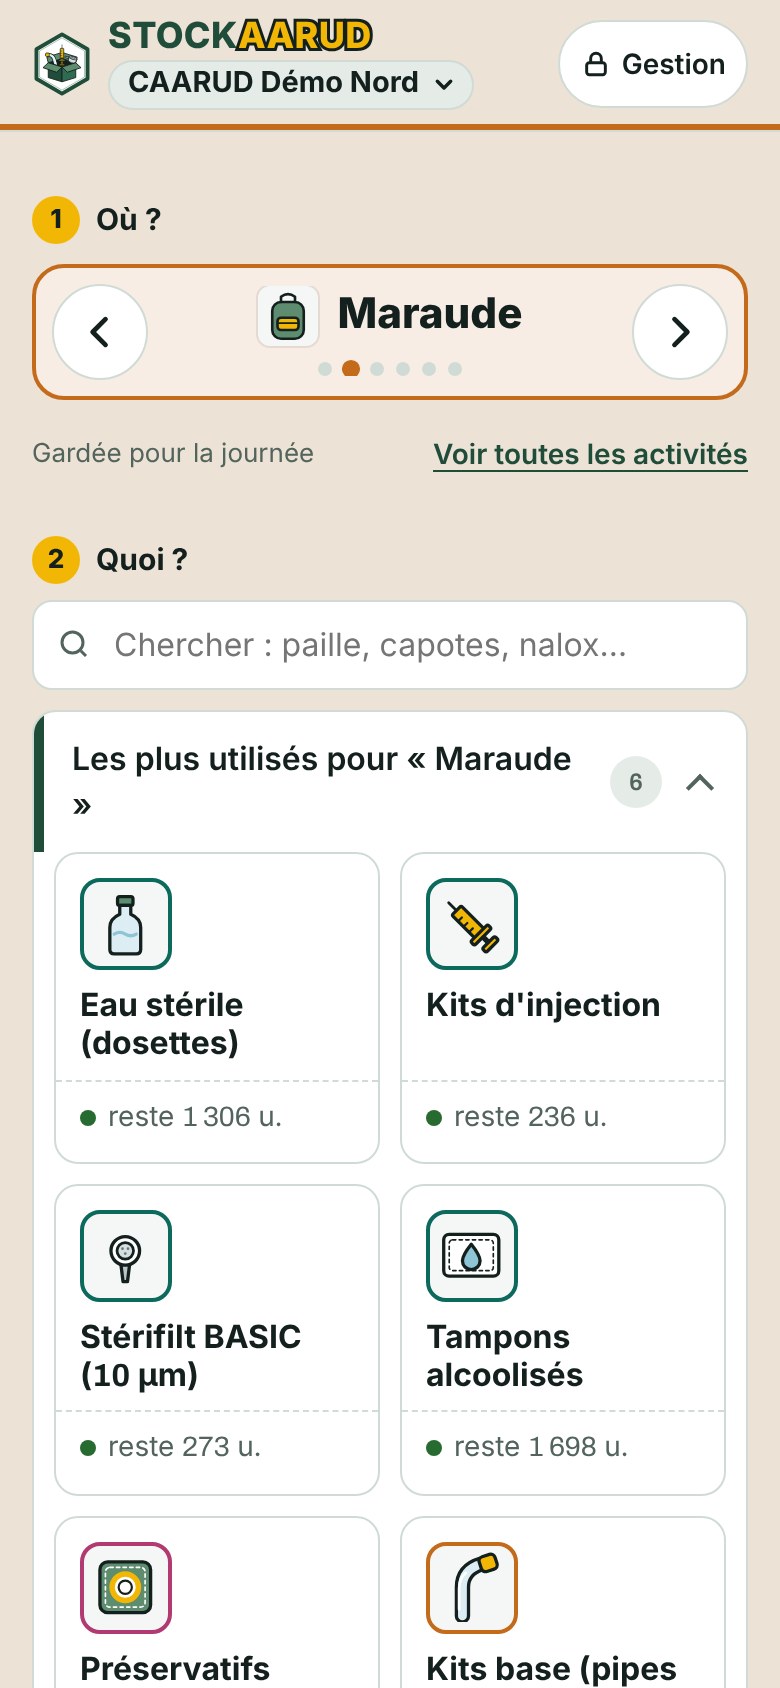 STOCKAARUD
CAARUD Démo Nord
Gestion
1 Où ?
Maraude
Gardée pour la journée
Voir toutes les activités
2 Quoi ?
Chercher : paille, capotes, nalox...
Les plus utilisés pour « Maraude
»
6
Eau stérile
(dosettes)
reste 1 306 u.
Kits d'injection
reste 236 u.
Stérifilt BASIC
(10 µm)
reste 273 u.
Tampons
alcoolisés
reste 1 698 u.
Préservatifs
Kits base (pipes